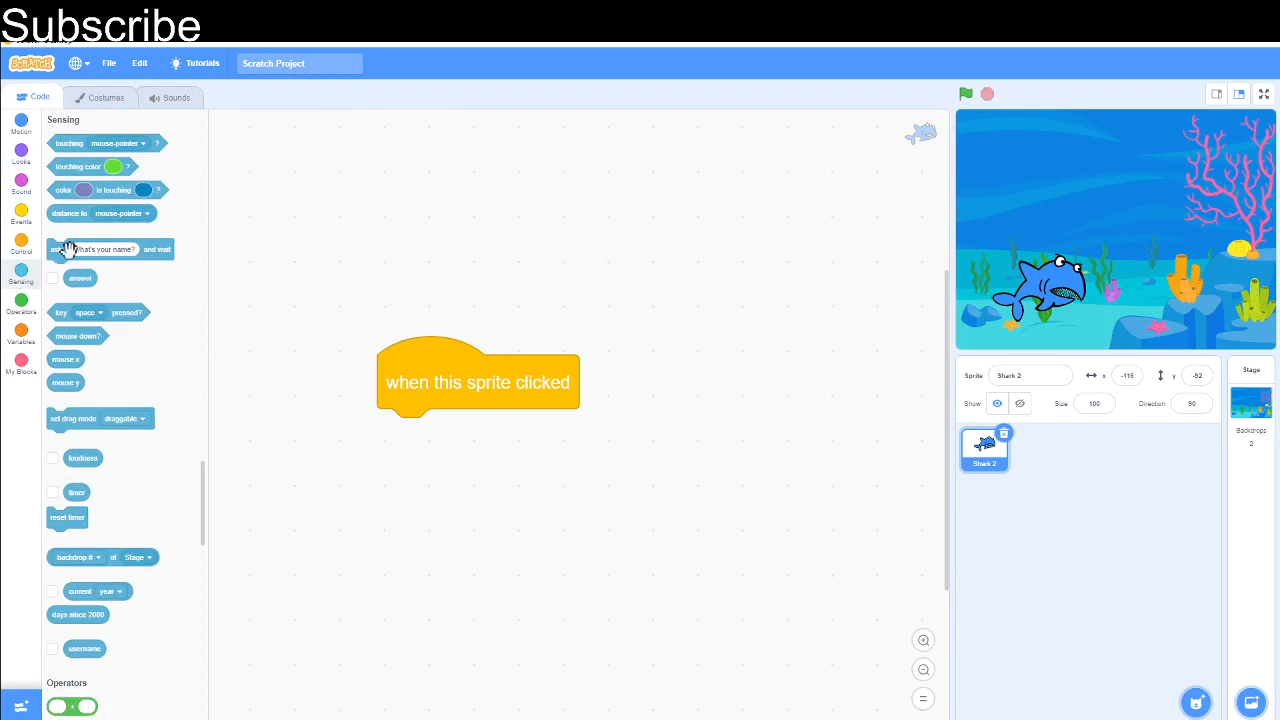 Subscribe
SCRATCH
File
Edit
Tutorials
Scratch Project
Code
Costumes
Sounds
Motion
Looks
Sound
Events
Control
Sensing
Operators
Variables
My Blocks
Sensing
touching mouse-pointer ?
touching color ?
color is touching ?
distance to mouse-pointer
What's your name? and wait
answer
key space pressed?
mouse down?
mouse x
mouse y
set drag mode draggable
loudness
timer
reset timer
backdrop # of Stage
current year
days since 2000
username
Operators
+
when this sprite clicked
Sprite Shark 2 x -116 y -92
Show Size 100 Direction 90
Shark 2
Stage
Backdrops
2